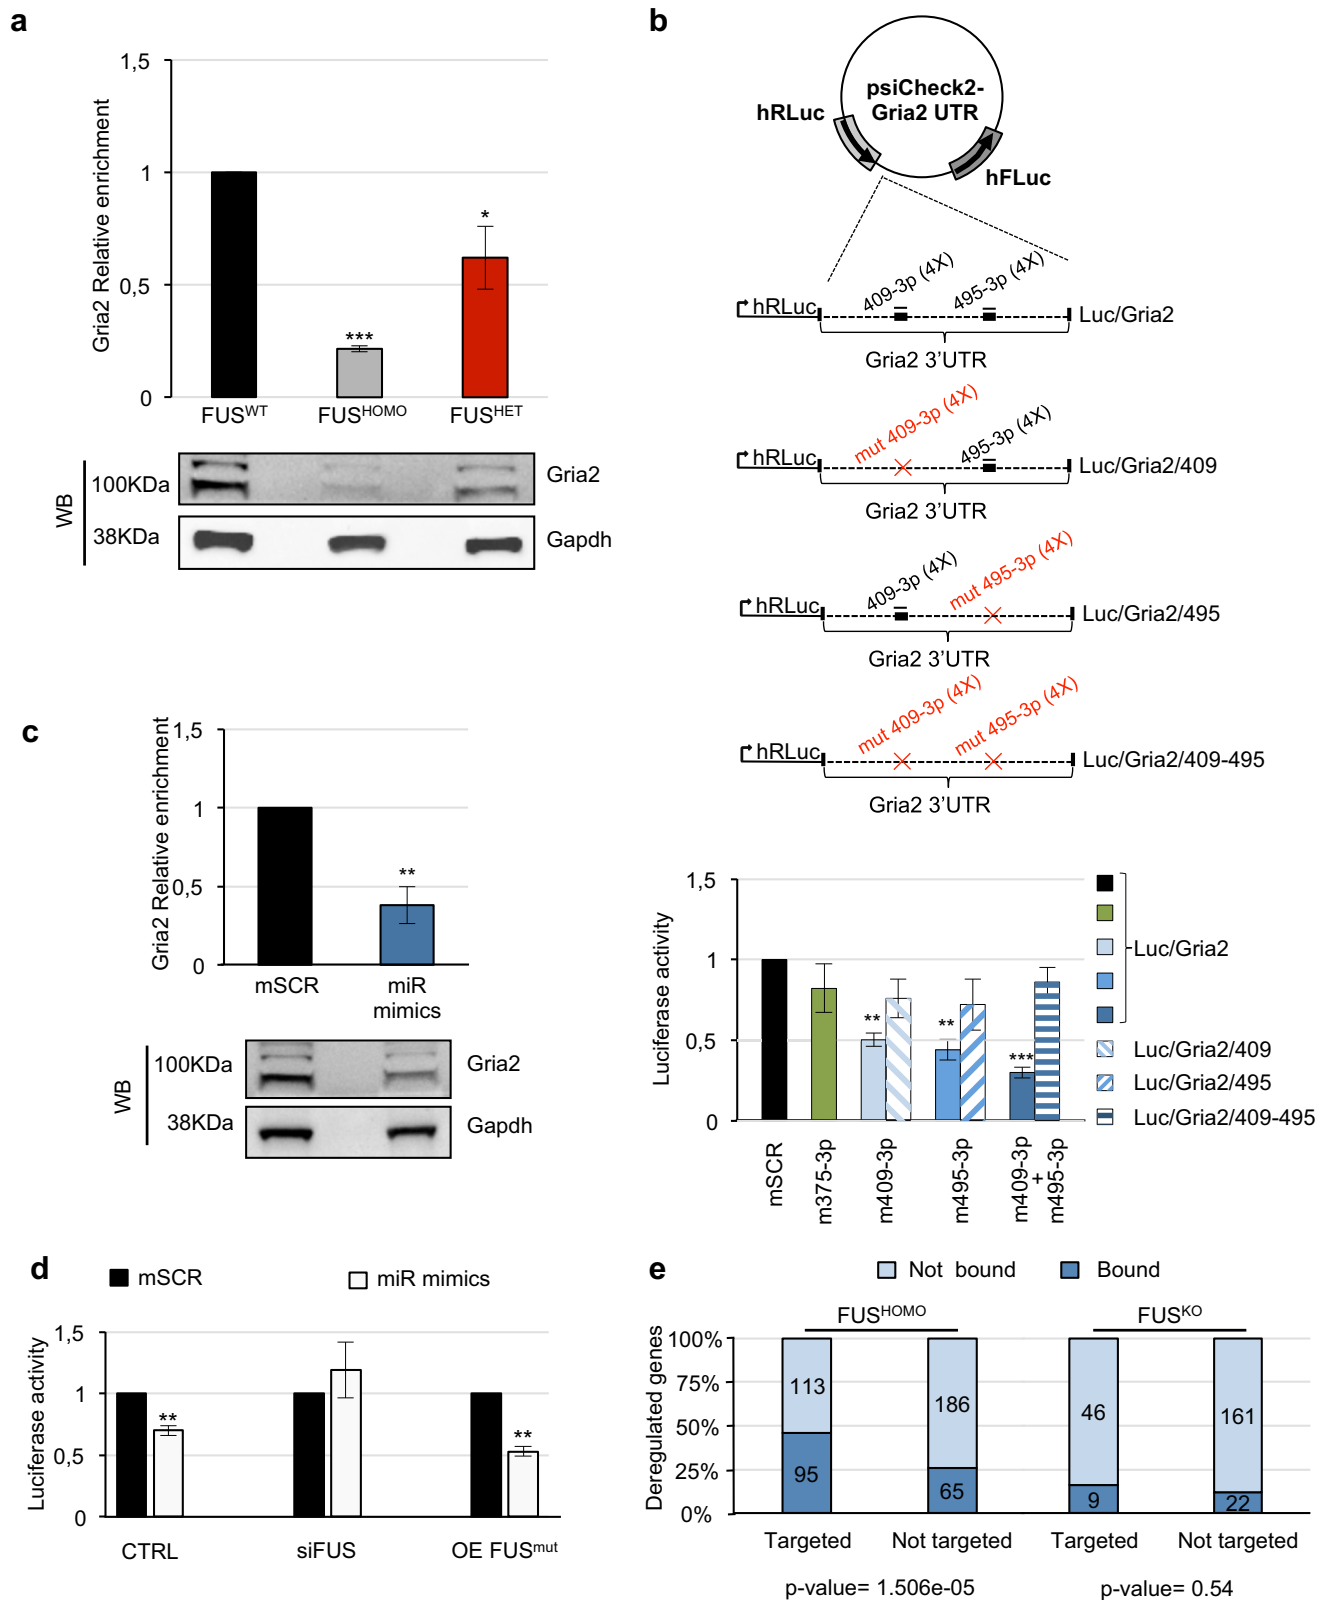 a
1,5
1
0,5
0
Gria2 Relative enrichment
***
*
FUSWT
FUSHOMO
FUSHET
WB
100KDa
38KDa
Gria2
Gapdh
b
psiCheck2-
Gria2 UTR
hRLuc
hFLuc
409-3p (4X)
495-3p (4X)
hRLuc
Luc/Gria2
Gria2 3'UTR
mut 409-3p (4X)
495-3p (4X)
hRLuc
Luc/Gria2/409
Gria2 3'UTR
409-3p (4X)
mut 495-3p (4X)
hRLuc
Luc/Gria2/495
Gria2 3'UTR
mut 409-3p (4X)
mut 495-3p (4X)
hRLuc
Luc/Gria2/409-495
Gria2 3'UTR
1,5
1
0,5
0
Luciferase activity
**
**
***
mSCR
m375-3p
m409-3p
m495-3p
m409-3p
+
m495-3p
Luc/Gria2
Luc/Gria2/409
Luc/Gria2/495
Luc/Gria2/409-495
c
1,5
1
0,5
0
Gria2 Relative enrichment
**
mSCR
miR
mimics
WB
100KDa
38KDa
Gria2
Gapdh
d
mSCR
miR mimics
1,5
1
0,5
0
Luciferase activity
**
**
CTRL
siFUS
OE FUSmut
e
Not bound
Bound
FUSHOMO
FUSKO
100%
75%
50%
25%
0%
Deregulated genes
113
95
186
65
46
9
161
22
Targeted
Not targeted
Targeted
Not targeted
p-value= 1.506e-05
p-value= 0.54